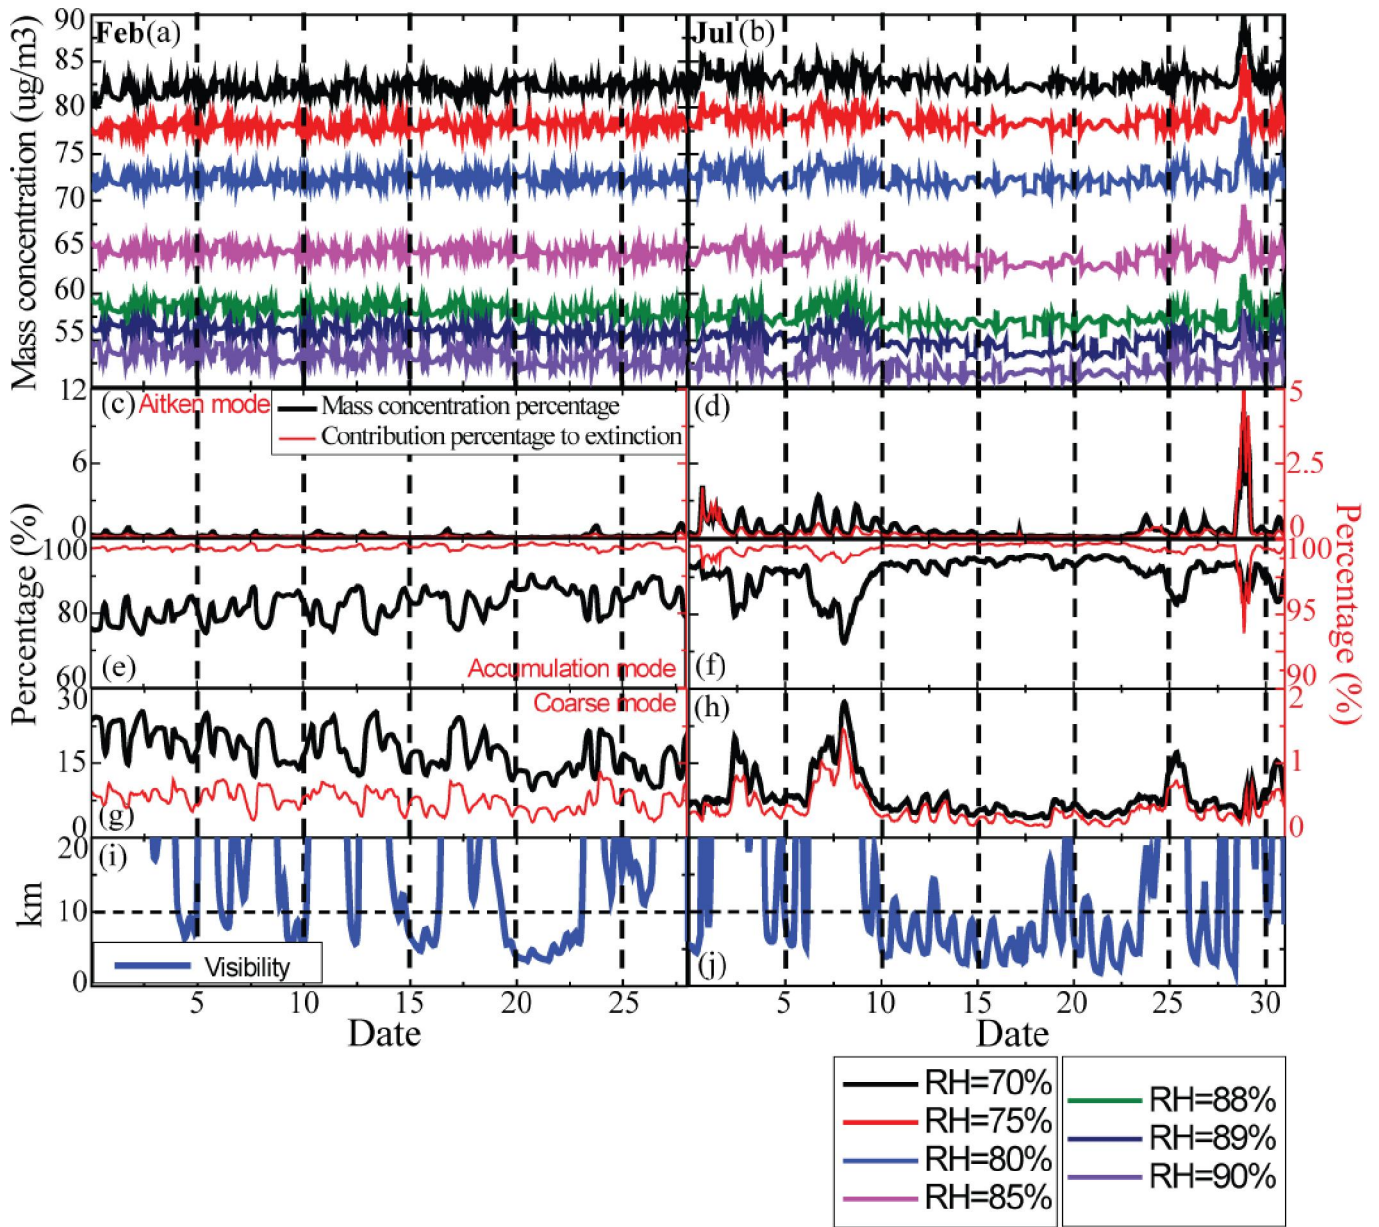 Feb (a)
Jul (b)
90
85
80
75
70
65
60
55
Mass concentration (ug/m3)
(c) Aitken mode
Mass concentration percentage
Contribution percentage to extinction
(d)
12
12
6
0
5
2.5
0
100
80
60
(e)
Accumulation mode
(f)
100
95
90
Percentage (%)
Percentage (%)
30
15
0
(g)
Coarse mode
(h)
2
1
0
20
10
0
km
(i)
Visibility
(j)
5 10 15 20 25
5 10 15 20 25 30
Date
Date
RH=70%
RH=75%
RH=80%
RH=85%
RH=88%
RH=89%
RH=90%